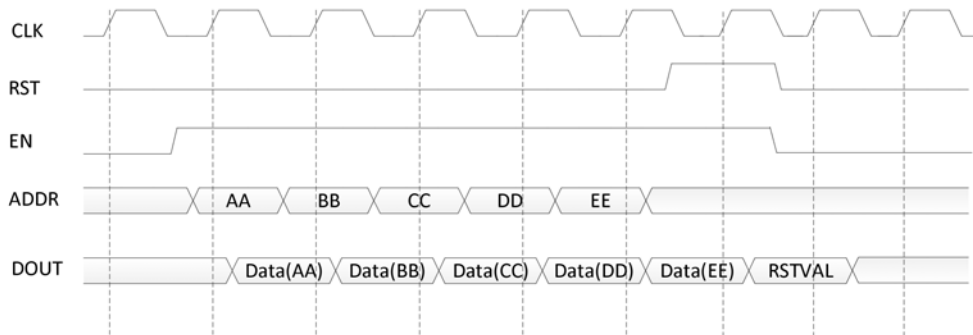 CLK
RST
EN
ADDR AA BB CC DD EE
DOUT Data(AA) Data(BB) Data(CC) Data(DD) Data(EE) RSTVAL